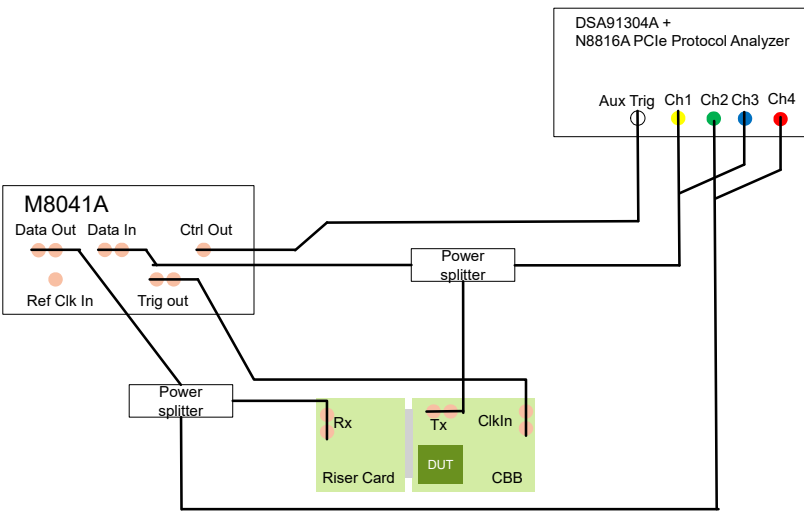 DSA91304A +
N8816A PCIe Protocol Analyzer
Aux Trig Ch1 Ch2 Ch3 Ch4
M8041A
Data Out Data In Ctrl Out
Ref Clk In Trig out
Power
splitter
Power
splitter
Rx
Riser Card
Tx ClkIn
DUT
CBB